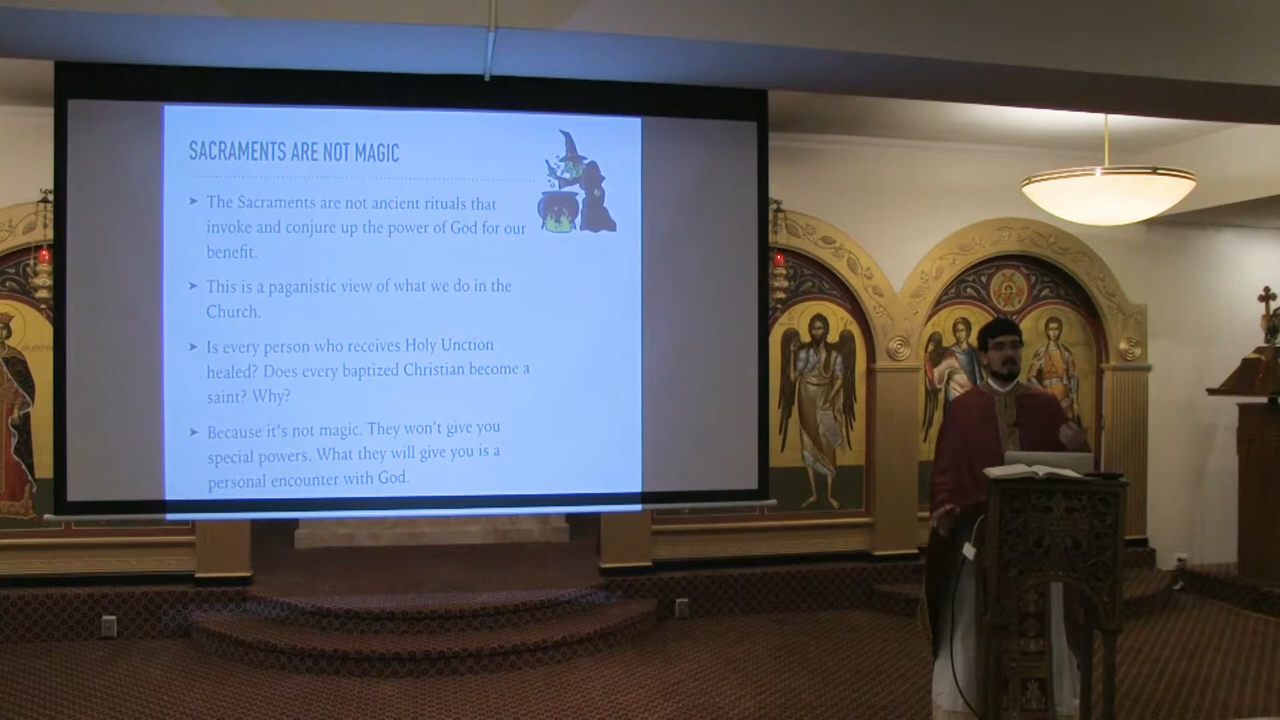 SACRAMENTS ARE NOT MAGIC
➤ The Sacraments are not ancient rituals that
invoke and conjure up the power of God for our
benefit.
➤ This is a paganistic view of what we do in the
Church.
➤ Is every person who receives Holy Unction
healed? Does every baptized Christian become a
saint? Why?
➤ Because it's not magic. They won't give you
special powers. What they will give you is a
personal encounter with God.